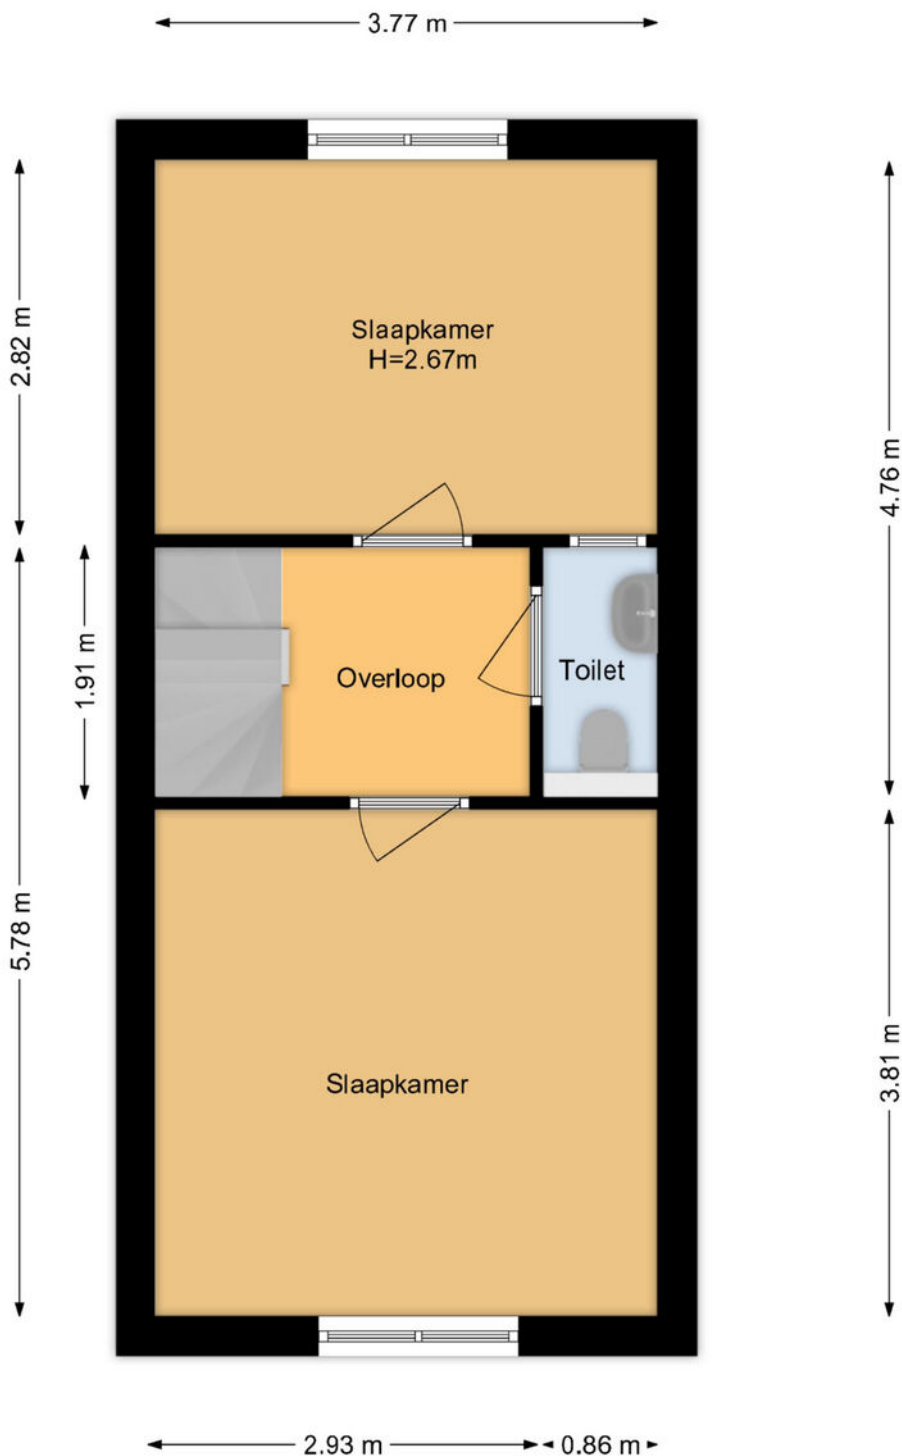 3.77 m
2.82 m
Slaapkamer
H=2.67m
4.76 m
1.91 m
Overloop
Toilet
5.78 m
3.81 m
Slaapkamer
2.93 m
0.86 m